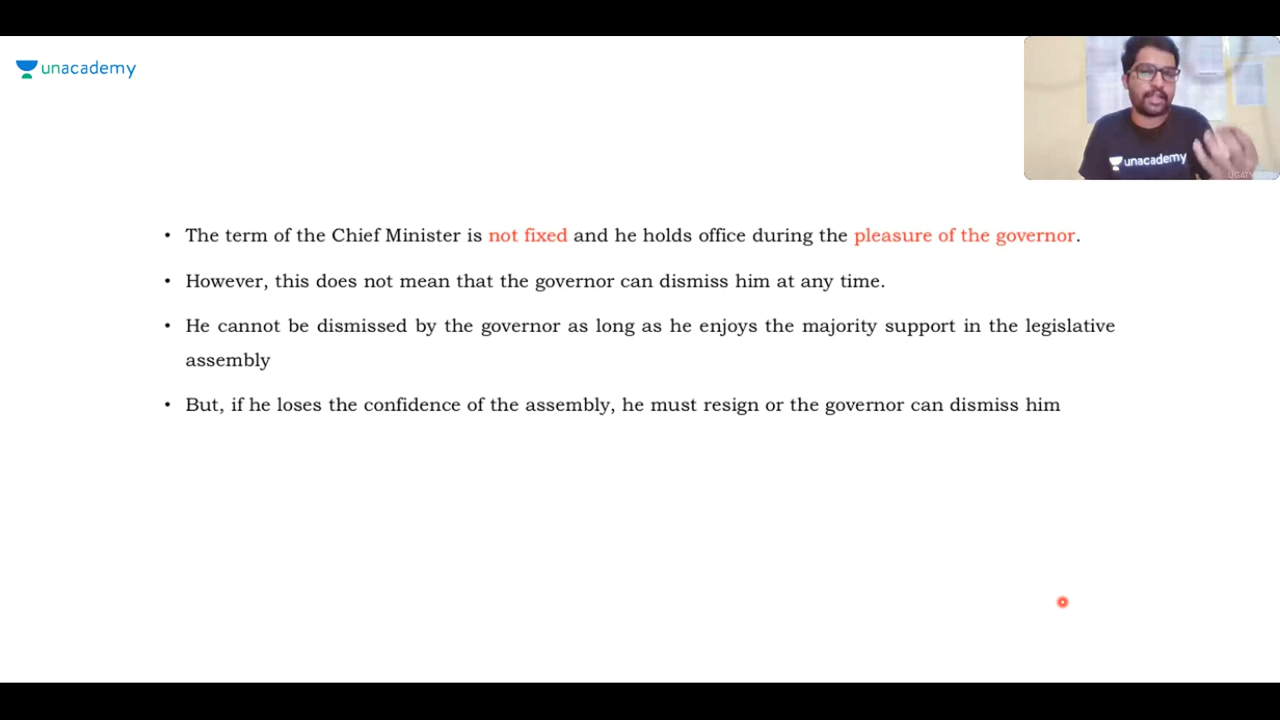 unacademy
unacademy
• The term of the Chief Minister is not fixed and he holds office during the pleasure of the governor.
• However, this does not mean that the governor can dismiss him at any time.
• He cannot be dismissed by the governor as long as he enjoys the majority support in the legislative
assembly
• But, if he loses the confidence of the assembly, he must resign or the governor can dismiss him